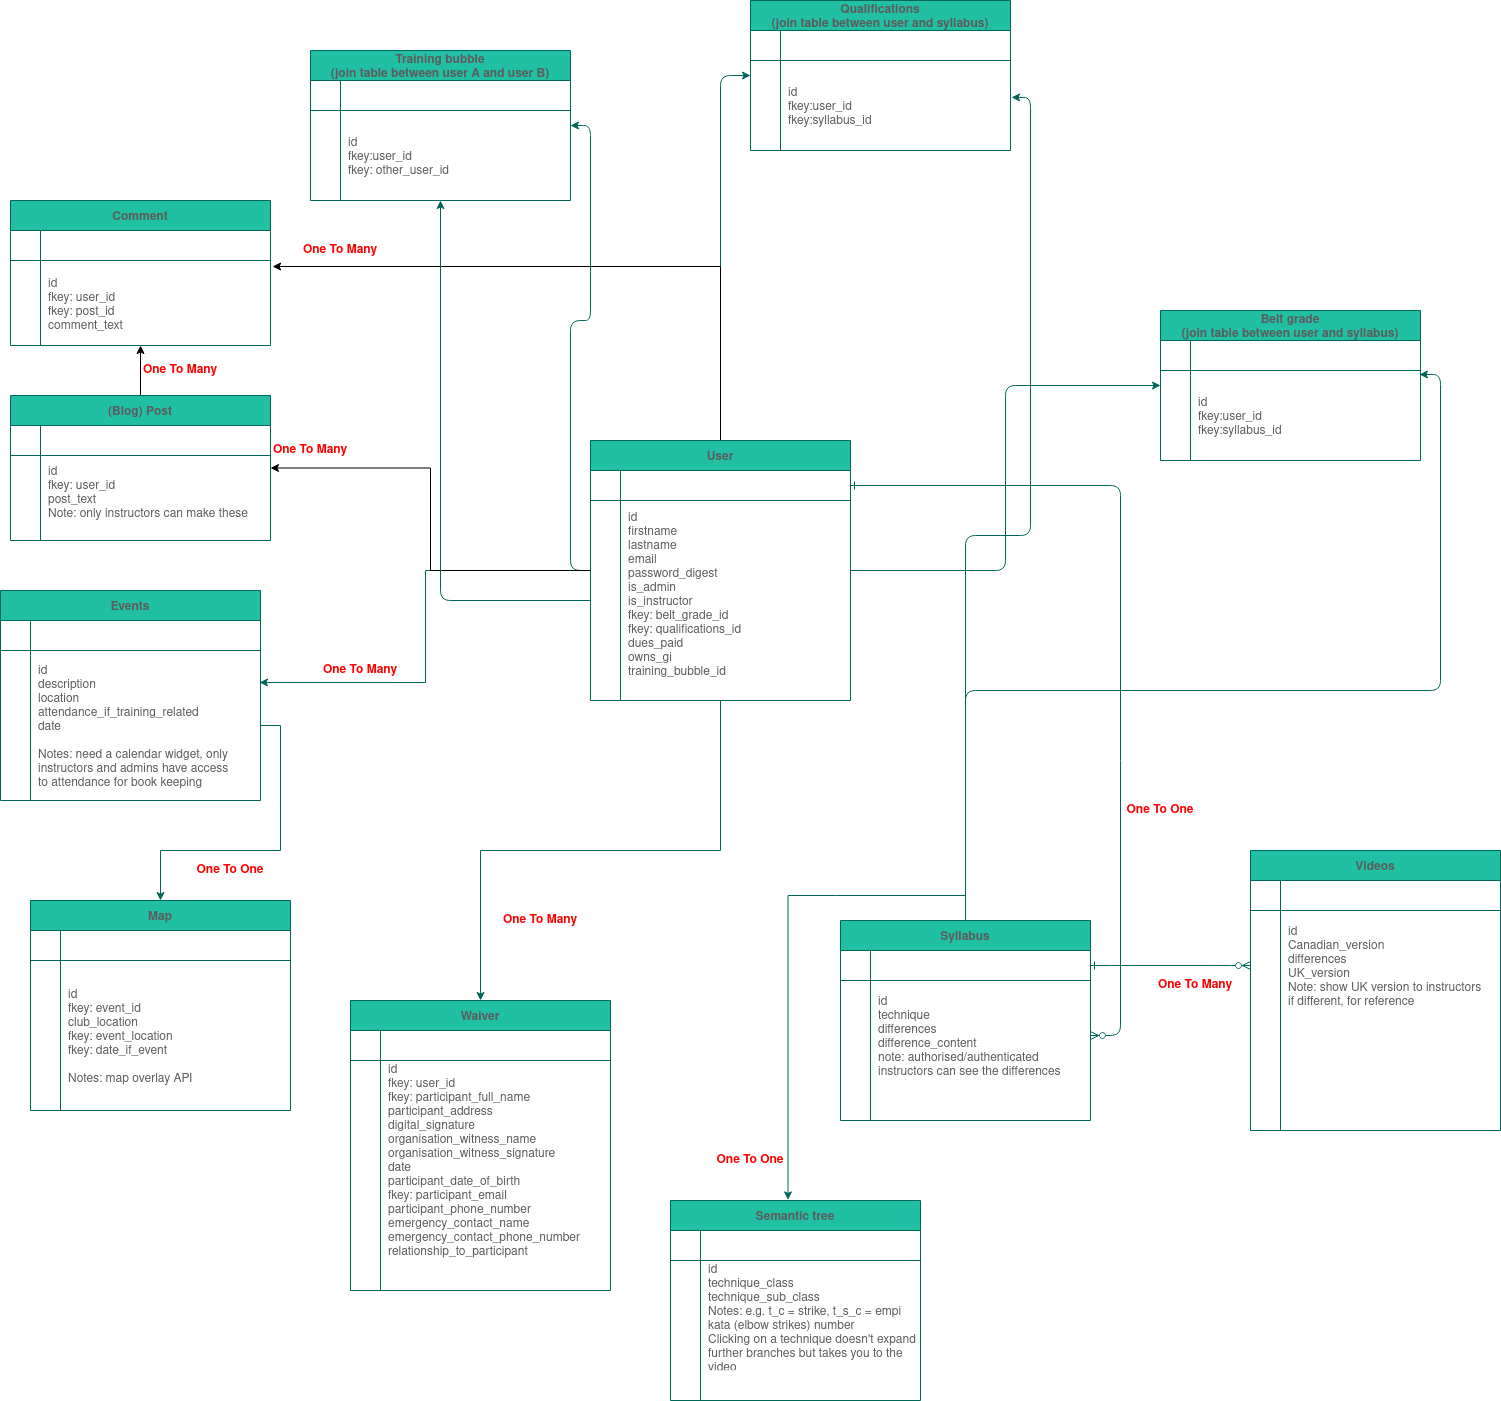 Qualifications
(join table between user and syllabus)
id
fkey:user_id
fkey:syllabus_id
Training bubble
(join table between user A and user B)
id
fkey:user_id
fkey: other_user_id
Comment
id
fkey: user_id
fkey: post_id
comment_text
One To Many
One To Many
(Blog) Post
id
fkey: user_id
post_text
Note: only instructors can make these
One To Many
Belt grade
(join table between user and syllabus)
id
fkey:user_id
fkey:syllabus_id
User
id
firstname
lastname
email
password_digest
is_admin
is_instructor
fkey: belt_grade_id
fkey: qualifications_id
dues_paid
owns_gi
training_bubble_id
Events
id
description
location
attendance_if_training_related
date
Notes: need a calendar widget, only
instructors and admins have access
to attendance for book keeping
One To Many
One To One
Map
id
fkey: event_id
club_location
fkey: event_location
fkey: date_if_event
Notes: map overlay API
One To Many
Waiver
id
fkey: user_id
fkey: participant_full_name
participant_address
digital_signature
organisation_witness_name
organisation_witness_signature
date
participant_date_of_birth
fkey: participant_email
participant_phone_number
emergency_contact_name
emergency_contact_phone_number
relationship_to_participant
One To One
Syllabus
id
technique
differences
difference_content
note: authorised/authenticated
instructors can see the differences
One To Many
Videos
id
Canadian_version
differences
UK_version
Note: show UK version to instructors
if different, for reference
One To One
Semantic tree
id
technique_class
technique_sub_class
Notes: e.g. t_c = strike, t_s_c = empi
kata (elbow strikes) number
Clicking on a technique doesn't expand
further branches but takes you to the
video